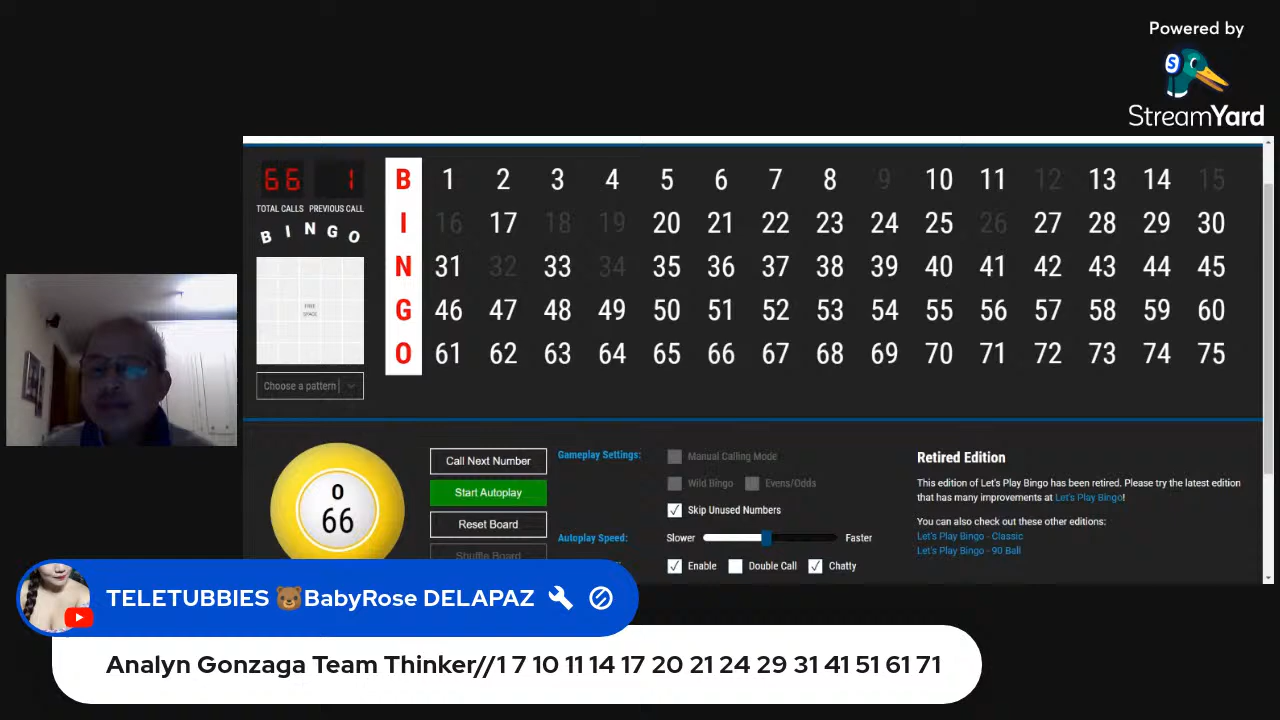 Powered by
S
StreamYard
66 1
TOTAL CALLS PREVIOUS CALL
B I N G O
FREE
SPACE
Choose a pattern
B 1 2 3 4 5 6 7 8 9 10 11 12 13 14 15
I 16 17 18 19 20 21 22 23 24 25 26 27 28 29 30
N 31 32 33 34 35 36 37 38 39 40 41 42 43 44 45
G 46 47 48 49 50 51 52 53 54 55 56 57 58 59 60
O 61 62 63 64 65 66 67 68 69 70 71 72 73 74 75
O
66
Call Next Number
Start Autoplay
Reset Board
Shuffle Board
Gameplay Settings:
Manual Calling Mode
Wild Bingo Evens/Odds
Skip Unused Numbers
Autoplay Speed:
Slower Faster
Enable Double Call Chatty
Retired Edition
This edition of Let's Play Bingo has been retired. Please try the latest edition
that has many improvements at Let's Play Bingo!
You can also check out these other editions:
Let's Play Bingo - Classic
Let's Play Bingo - 90 Ball
TELETUBBIES 🐻BabyRose DELAPAZ
Analyn Gonzaga Team Thinker//1 7 10 11 14 17 20 21 24 29 31 41 51 61 71